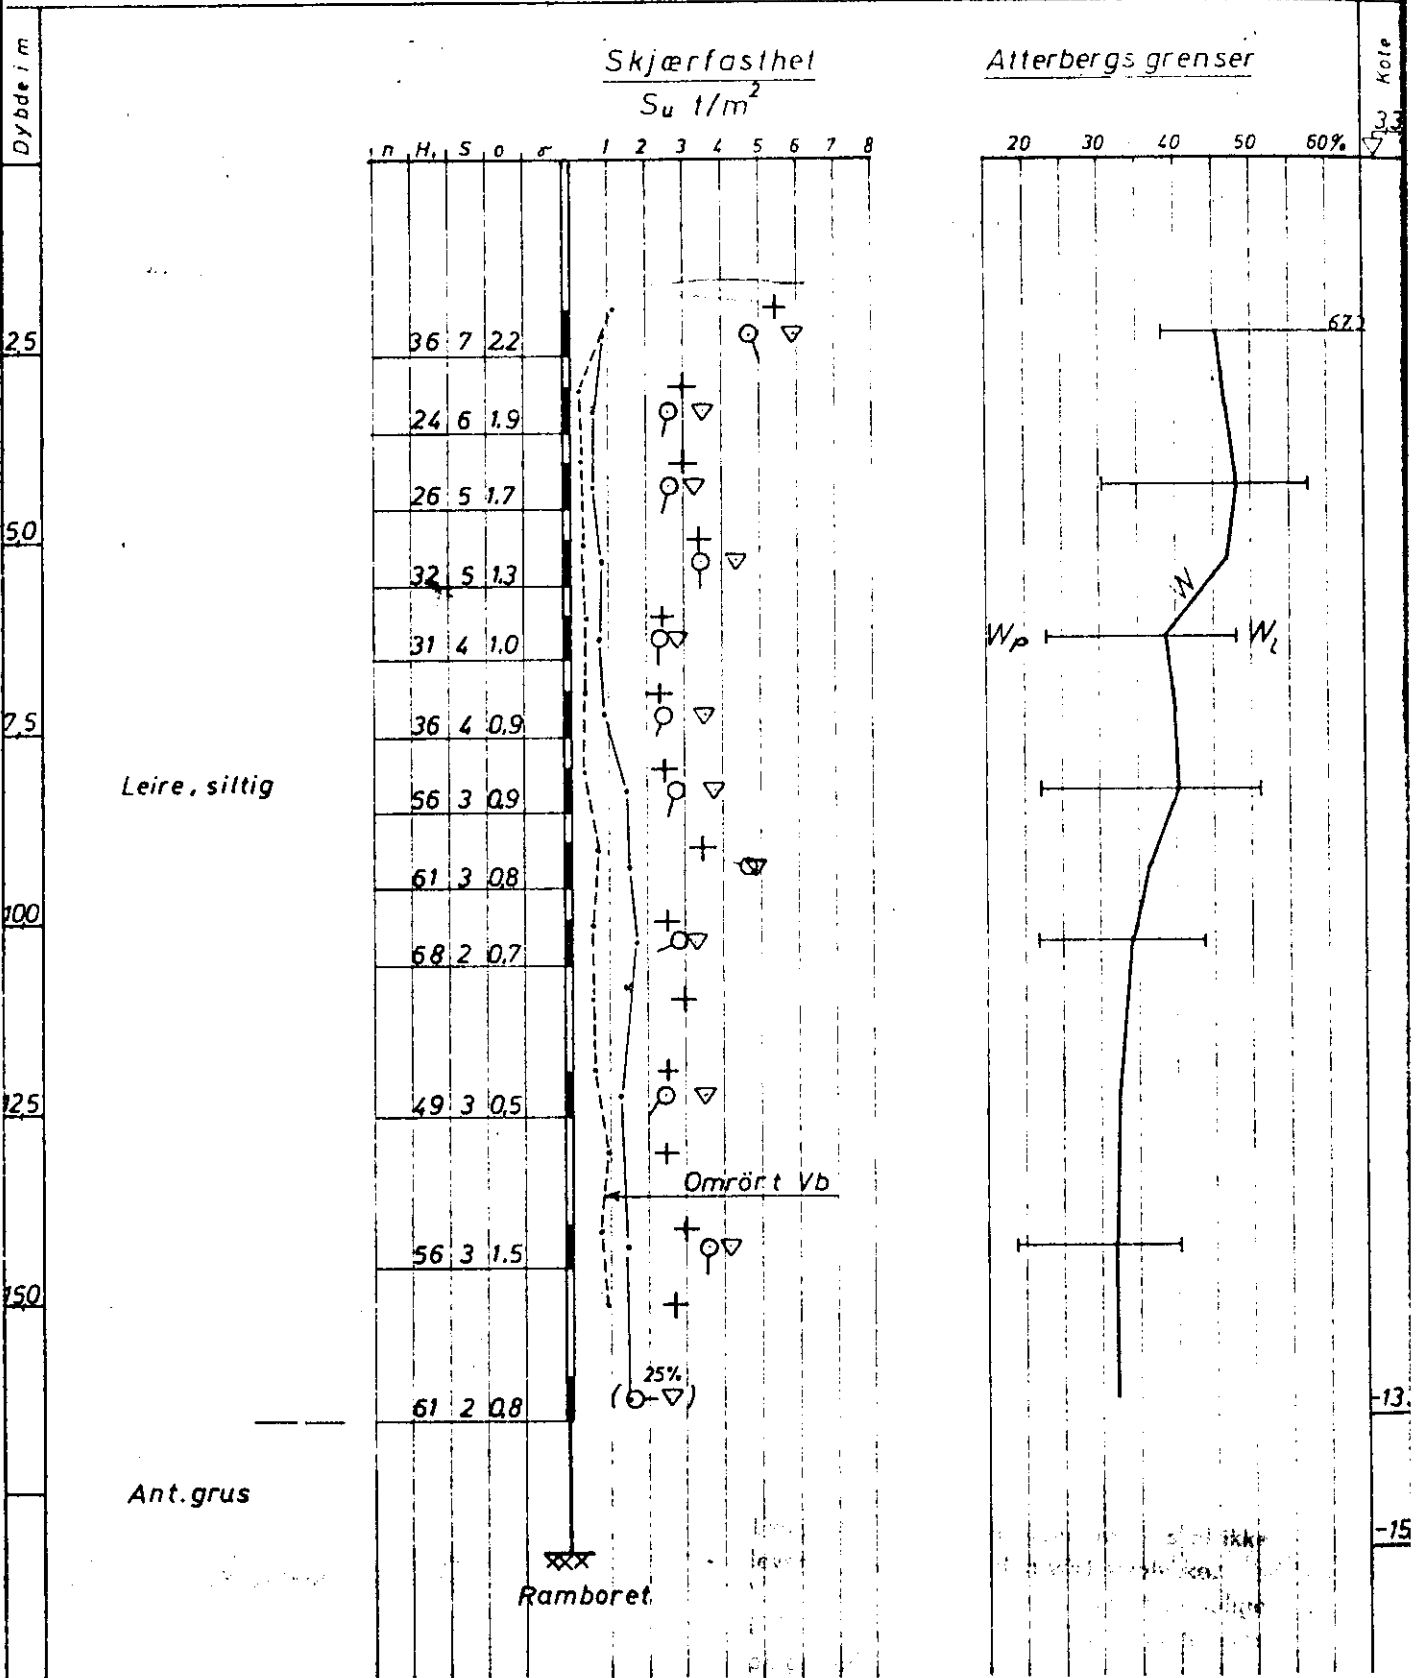 Dybde i m
Skjærfasthet
Su t/m²
Atterbergs grenser
Kote
3,3
n H₁ S o σ 1 2 3 4 5 6 7 8
20 30 40 50 60%
67.
2,5
36 7 2.2
24 6 1.9
26 5 1.7
5,0
32 5 1.3
W
31 4 1.0
Wp
WL
7,5
36 4 0.9
Leire, siltig
56 3 0.9
61 3 0.8
10,0
68 2 0.7
12,5
49 3 0.5
Omrört Vb
56 3 1.5
15,0
25%
( )
-13.
61 2 0.8
Ant. grus
-15
ikke
Ramboret